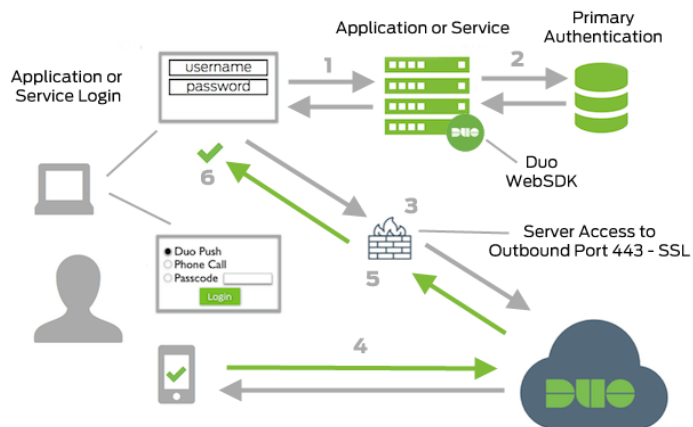 Application or Service
Primary
Authentication
Application or
Service Login
username
password
1
2
DUO
Duo
WebSDK
6
3
Server Access to
Outbound Port 443 - SSL
5
Duo Push
Phone Call
Passcode
Login
4
DUO